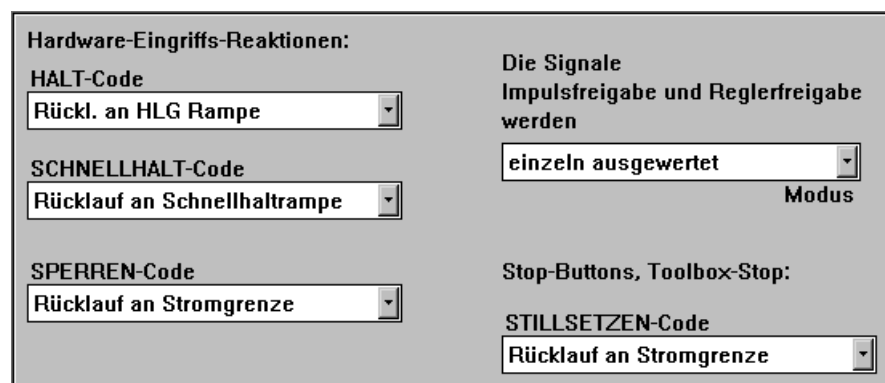 Hardware-Eingriffs-Reaktionen:
HALT-Code
Rückl. an HLG Rampe
SCHNELLHALT-Code
Rücklauf an Schnellhaltrampe
SPERREN-Code
Rücklauf an Stromgrenze
Die Signale
Impulsfreigabe und Reglerfreigabe
werden
einzeln ausgewertet
Modus
Stop-Buttons, Toolbox-Stop:
STILLSETZEN-Code
Rücklauf an Stromgrenze